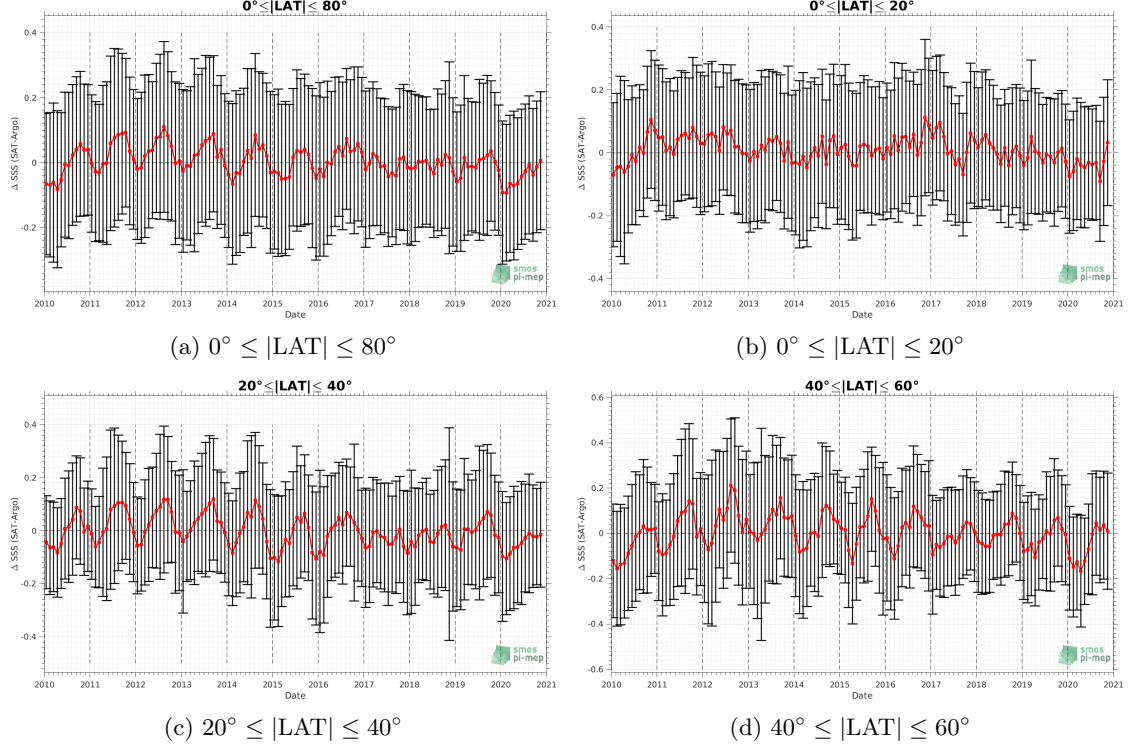 0°≤|LAT|≤ 80°
0.4
0.2
0
-0.2
Δ SSS (SAT-Argo)
smos
pi-mep
2010 2011 2012 2013 2014 2015 2016 2017 2018 2019 2020 2021
Date
(a) 0° ≤ |LAT| ≤ 80°
0°≤|LAT|≤ 20°
0.4
0.2
0
-0.2
-0.4
Δ SSS (SAT-Argo)
smos
pi-mep
2010 2011 2012 2013 2014 2015 2016 2017 2018 2019 2020 2021
Date
(b) 0° ≤ |LAT| ≤ 20°
20°≤|LAT|≤ 40°
0.4
0.2
0
-0.2
-0.4
Δ SSS (SAT-Argo)
smos
pi-mep
2010 2011 2012 2013 2014 2015 2016 2017 2018 2019 2020 2021
Date
(c) 20° ≤ |LAT| ≤ 40°
40°≤|LAT|≤ 60°
0.6
0.4
0.2
0
-0.2
-0.4
-0.6
Δ SSS (SAT-Argo)
smos
pi-mep
2010 2011 2012 2013 2014 2015 2016 2017 2018 2019 2020 2021
Date
(d) 40° ≤ |LAT| ≤ 60°